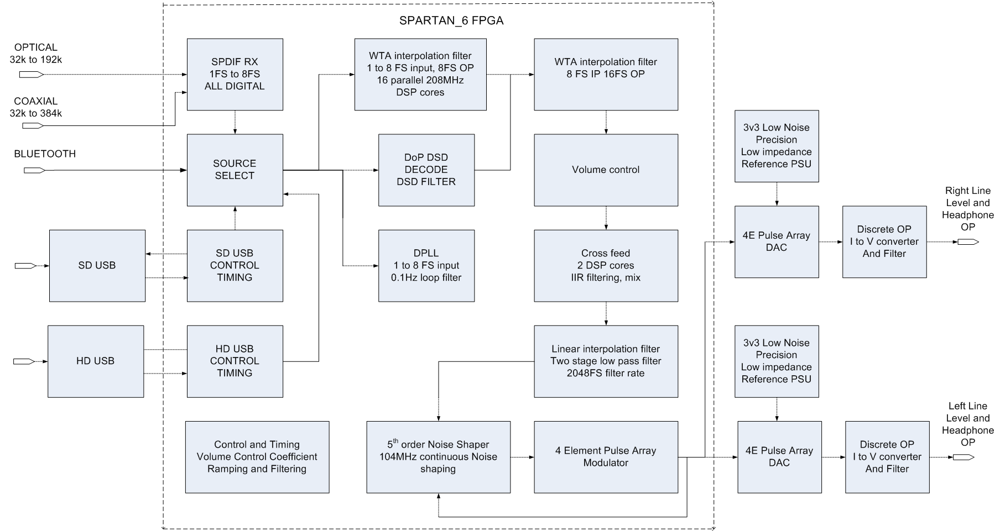 SPARTAN_6 FPGA
OPTICAL
32k to 192k
COAXIAL
32k to 384k
BLUETOOTH
SPDIF RX
1FS to 8FS
ALL DIGITAL
WTA interpolation filter
1 to 8 FS input, 8FS OP
16 parallel 208MHz
DSP cores
WTA interpolation filter
8 FS IP 16FS OP
SOURCE
SELECT
DoP DSD
DECODE
DSD FILTER
Volume control
3v3 Low Noise
Precision
Low impedance
Reference PSU
SD USB
SD USB
CONTROL
TIMING
DPLL
1 to 8 FS input
0.1Hz loop filter
Cross feed
2 DSP cores
IIR filtering, mix
4E Pulse Array
DAC
Discrete OP
I to V converter
And Filter
Right Line
Level and
Headphone
OP
HD USB
HD USB
CONTROL
TIMING
Linear interpolation filter
Two stage low pass filter
2048FS filter rate
3v3 Low Noise
Precision
Low impedance
Reference PSU
Control and Timing
Volume Control Coefficient
Ramping and Filtering
5th order Noise Shaper
104MHz continuous Noise
shaping
4 Element Pulse Array
Modulator
4E Pulse Array
DAC
Discrete OP
I to V converter
And Filter
Left Line
Level and
Headphone
OP